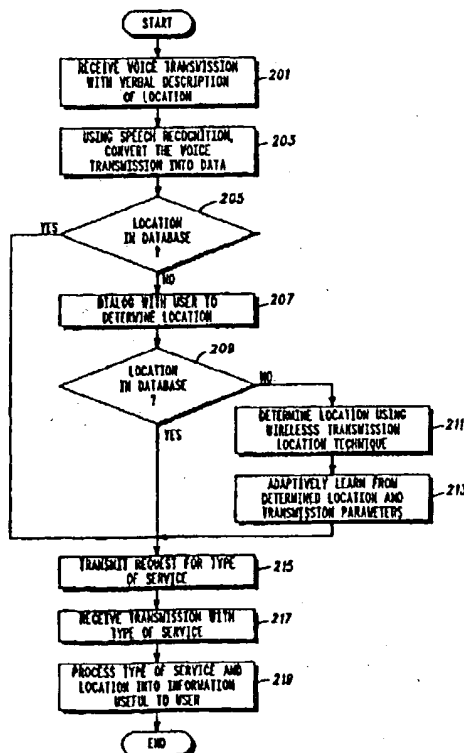 START
RECEIVE VOICE TRANSMISSION
WITH VERBAL DESCRIPTION
OF LOCATION
201
USING SPEECH RECOGNITION,
CONVERT THE VOICE
TRANSMISSION INTO DATA
203
205
YES
LOCATION
IN DATABASE
?
NO
DIALOG WITH USER TO
DETERMINE LOCATION
207
209
LOCATION
IN DATABASE
?
NO
YES
DETERMINE LOCATION USING
WIRELESSS TRANSMISSION
LOCATION TECHNIQUE
211
ADAPTIVELY LEARN FROM
DETERMINED LOCATION AND
TRANSMISSION PARAMETERS
213
TRANSMIT REQUEST FOR TYPE
OF SERVICE
215
RECEIVE TRANSMISSION WITH
TYPE OF SERVICE
217
PROCESS TYPE OF SERVICE AND
LOCATION INTO INFORMATION
USEFUL TO USER
219
END